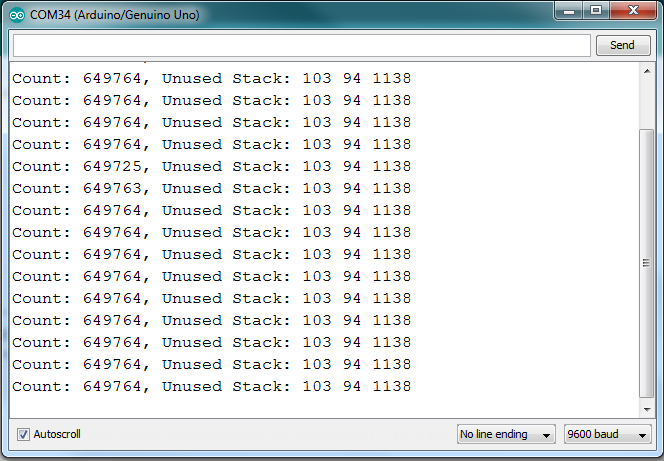 COM34 (Arduino/Genuino Uno)
Send
Count: 649764, Unused Stack: 103 94 1138
Count: 649764, Unused Stack: 103 94 1138
Count: 649764, Unused Stack: 103 94 1138
Count: 649764, Unused Stack: 103 94 1138
Count: 649725, Unused Stack: 103 94 1138
Count: 649763, Unused Stack: 103 94 1138
Count: 649764, Unused Stack: 103 94 1138
Count: 649764, Unused Stack: 103 94 1138
Count: 649764, Unused Stack: 103 94 1138
Count: 649764, Unused Stack: 103 94 1138
Count: 649764, Unused Stack: 103 94 1138
Count: 649764, Unused Stack: 103 94 1138
Count: 649764, Unused Stack: 103 94 1138
Count: 649764, Unused Stack: 103 94 1138
Count: 649764, Unused Stack: 103 94 1138
Autoscroll
No line ending
9600 baud